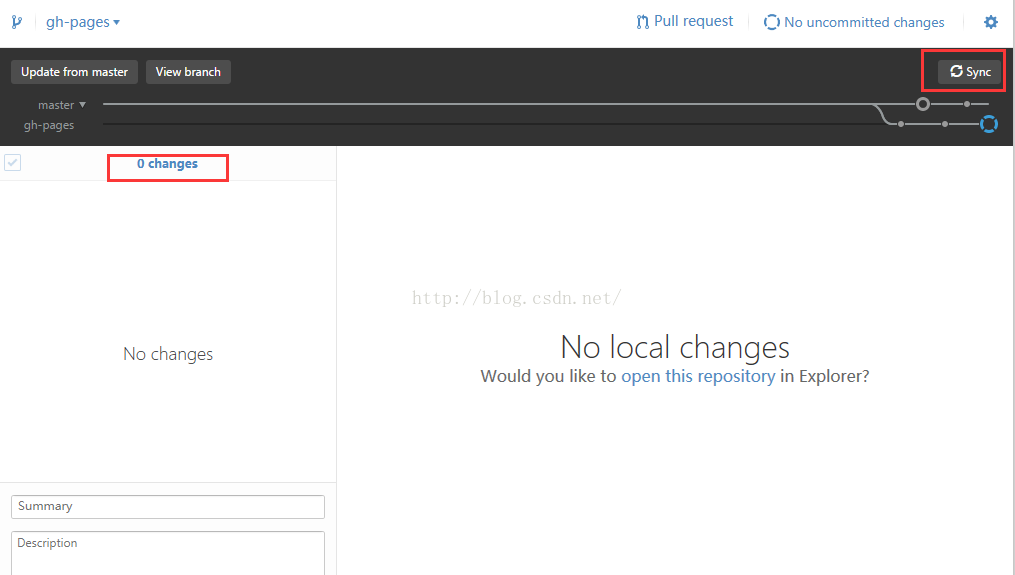 gh-pages
Pull request
No uncommitted changes
Update from master
View branch
Sync
master
gh-pages
0 changes
http://blog.csdn.net/
No local changes
Would you like to open this repository in Explorer?
No changes
Summary
Description